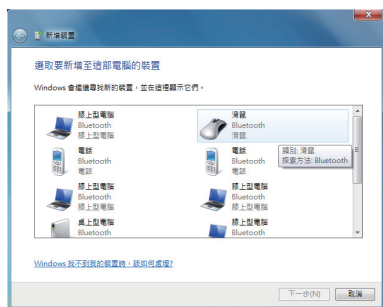 新增裝置
選取要新增至這部電腦的裝置
Windows 會繼續尋找新的裝置，並在這裡顯示它們。
膝上型電腦
Bluetooth
膝上型電腦
滑鼠
Bluetooth
滑鼠
電話
Bluetooth
電話
電話
Bluetooth
電話
類別: 滑鼠
探索方法: Bluetooth
膝上型電腦
Bluetooth
膝上型電腦
膝上型電腦
Bluetooth
膝上型電腦
桌上型電腦
Bluetooth
膝上型電腦
Bluetooth
Windows 找不到我的裝置時，該如何處理?
下一步(N)
取消